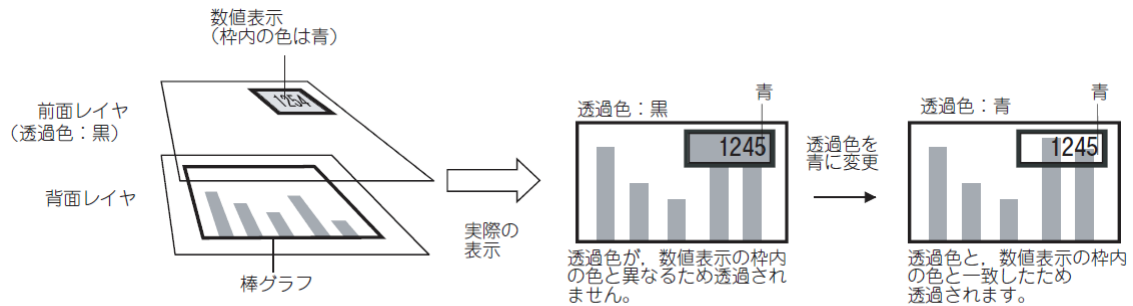 数値表示
（枠内の色は青）
1254
前面レイヤ
（透過色：黒）
背面レイヤ
棒グラフ
実際の
表示
透過色：黒
青
1245
透過色が，数値表示の枠内
の色と異なるため透過され
ません。
透過色を
青に変更
透過色：青
青
1245
透過色と，数値表示の枠内
の色と一致したため
透過されます。